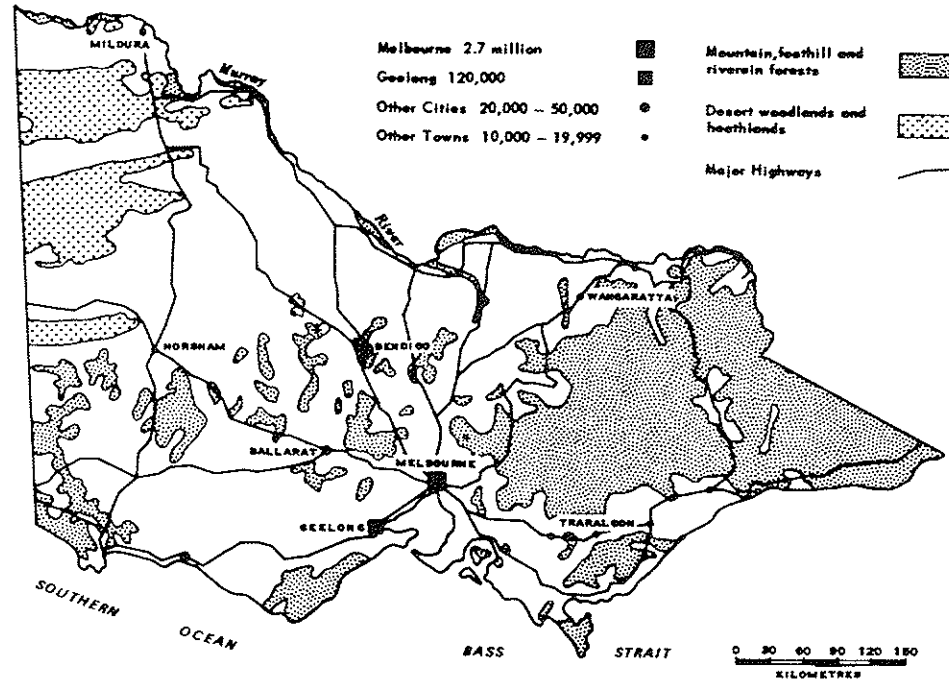 MILDURA
Murray
River
Melbourne 2.7 million
Geelong 120,000
Other Cities 20,000 – 50,000
Other Towns 10,000 – 19,999
Mountain, foothill and
riverein forests
Desert woodlands and
heathlands
Major Highways
WANGARATTA
HORSHAM
BENDIGO
BALLARAT
MELBOURNE
GEELONG
TRARALGON
SOUTHERN OCEAN
BASS STRAIT
0 30 60 90 120 150
KILOMETRES